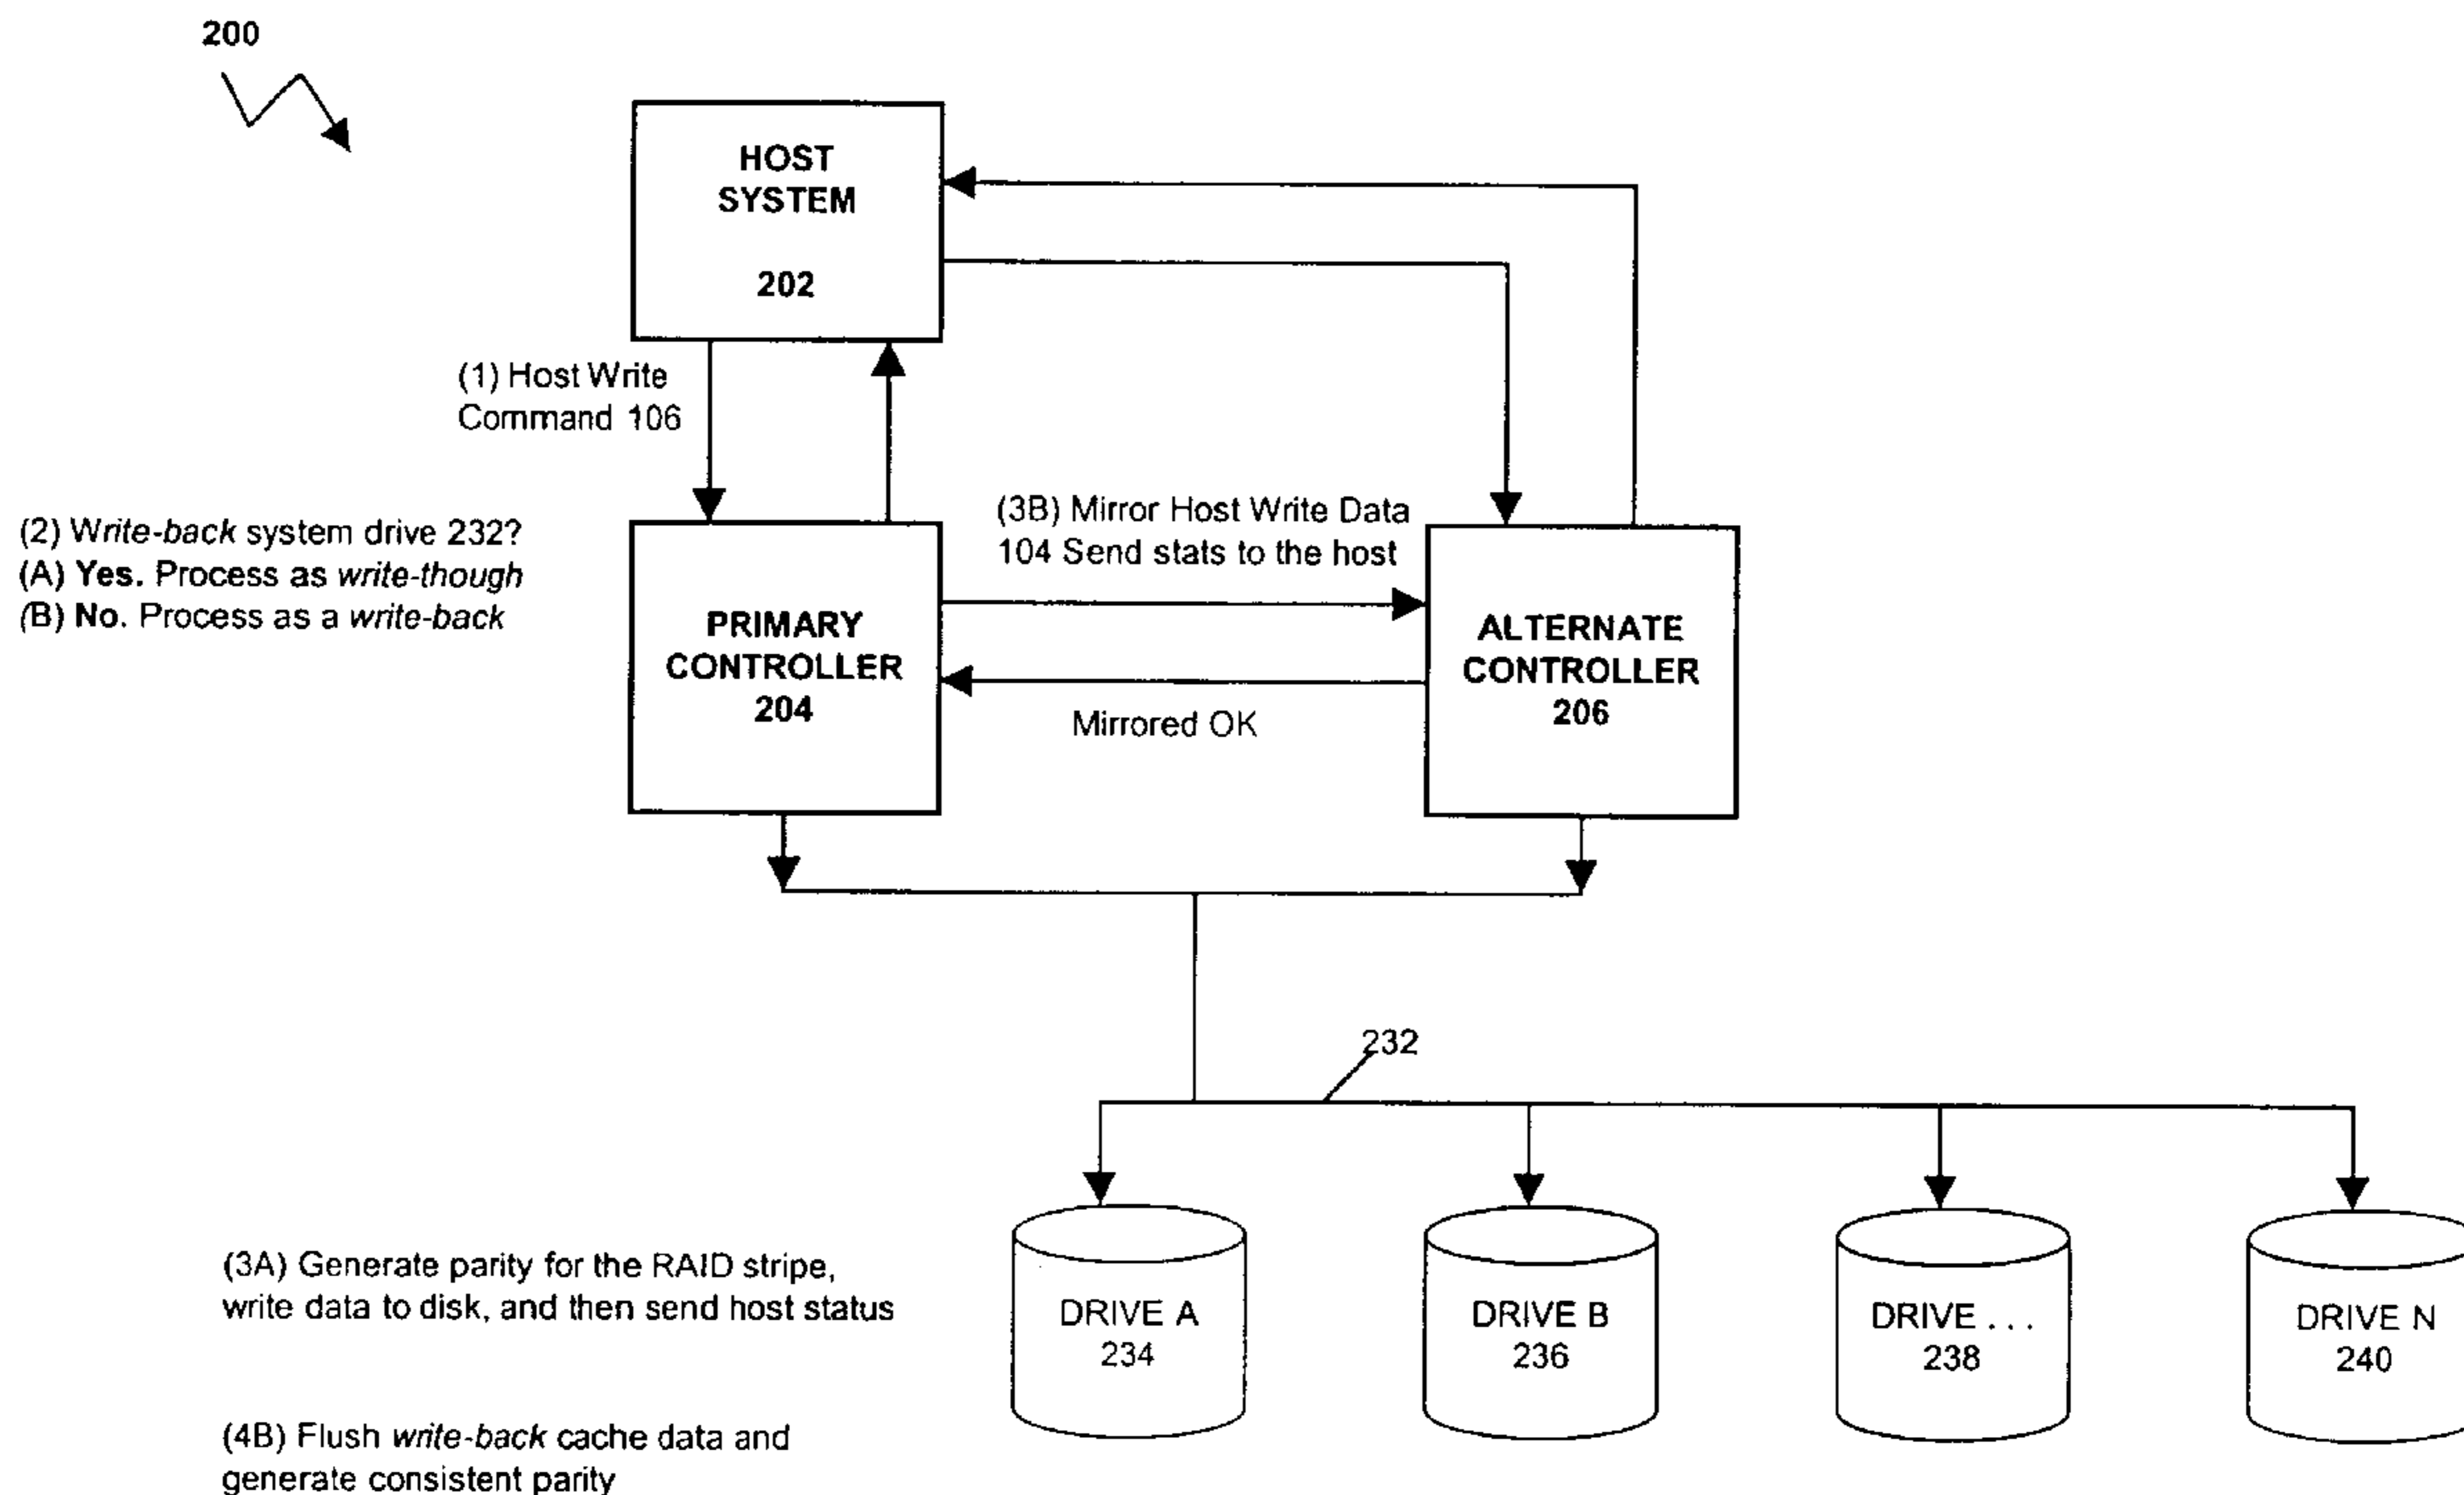 200
HOST
SYSTEM
202
(1) Host Write
Command 106
(2) Write-back system drive 232?
(A) Yes. Process as write-though
(B) No. Process as a write-back
(3B) Mirror Host Write Data
104 Send stats to the host
PRIMARY
CONTROLLER
204
ALTERNATE
CONTROLLER
206
Mirrored OK
232
(3A) Generate parity for the RAID stripe,
write data to disk, and then send host status
DRIVE A
234
DRIVE B
236
DRIVE . . .
238
DRIVE N
240
(4B) Flush write-back cache data and
generate consistent parity